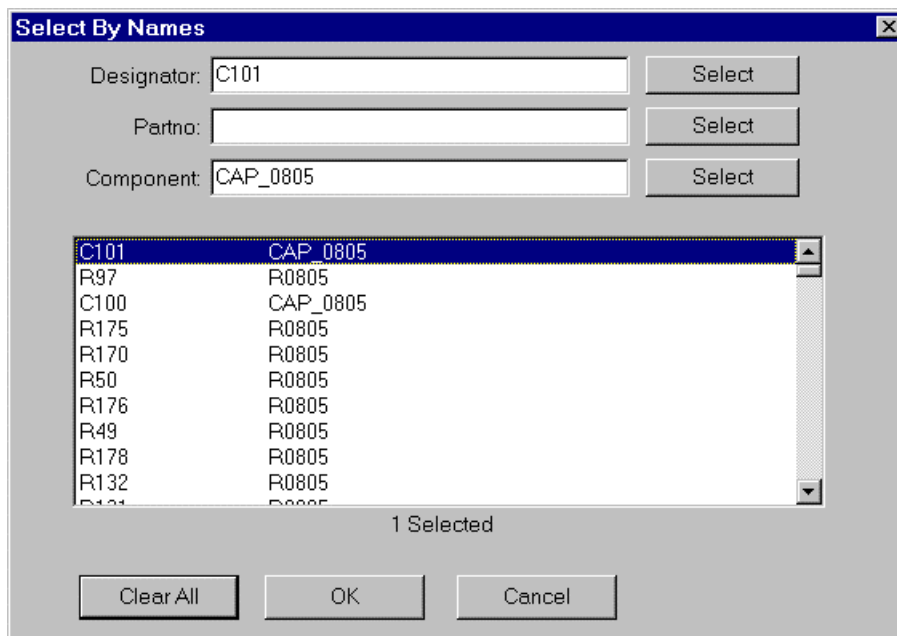 Select By Names
Designator: C101 Select
Partno: Select
Component: CAP_0805 Select
C101 CAP_0805
R97 R0805
C100 CAP_0805
R175 R0805
R170 R0805
R50 R0805
R176 R0805
R49 R0805
R178 R0805
R132 R0805
1 Selected
Clear All OK Cancel